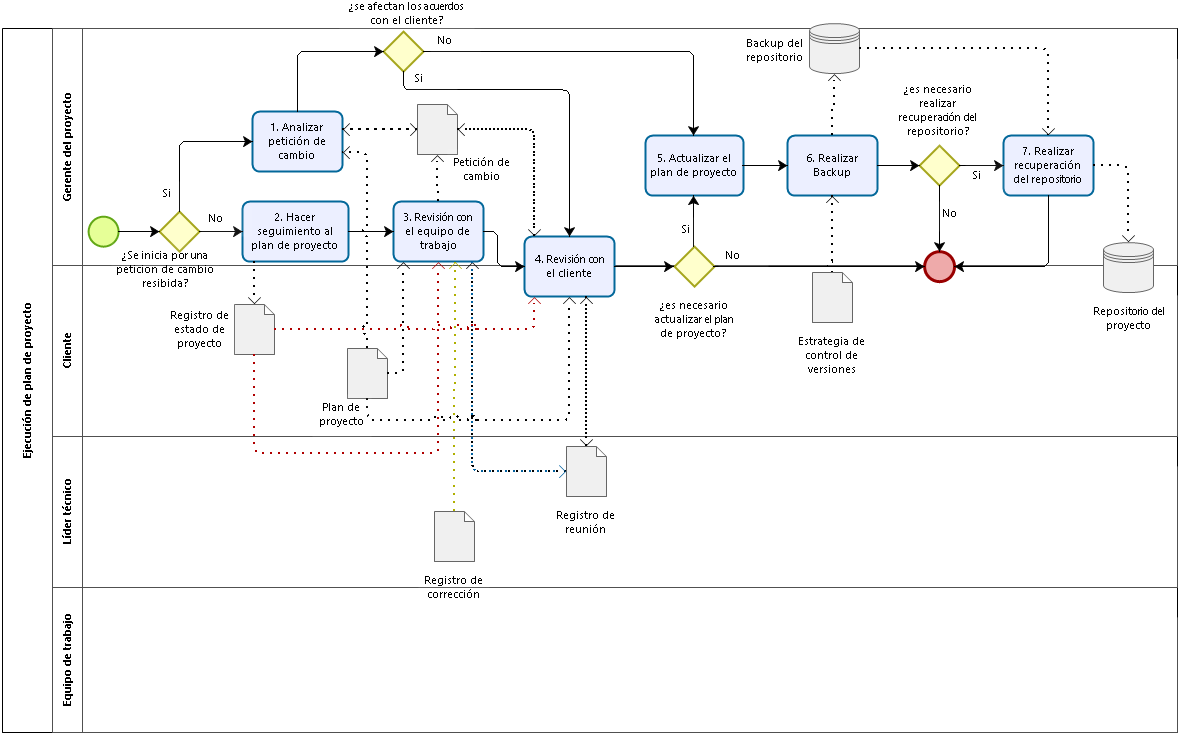 ¿se afectan los acuerdos
con el cliente?
No
Si
Backup del
repositorio
¿es necesario
realizar
recuperación del
repositorio?
1. Analizar
petición de
cambio
Petición de
cambio
5. Actualizar el
plan de proyecto
6. Realizar
Backup
7. Realizar
recuperación
del repositorio
Si
Si
No
No
2. Hacer
seguimiento al
plan de proyecto
3. Revisión con
el equipo de
trabajo
4. Revisión con
el cliente
Si
No
¿Se inicia por una
peticion de cambio
resibida?
¿es necesario
actualizar el plan
de proyecto?
Registro de
estado de
proyecto
Plan de
proyecto
Estrategia de
control de
versiones
Repositorio del
proyecto
Registro de
reunión
Registro de
corrección
Ejecución de plan de proyecto
Gerente del proyecto
Cliente
Líder técnico
Equipo de trabajo